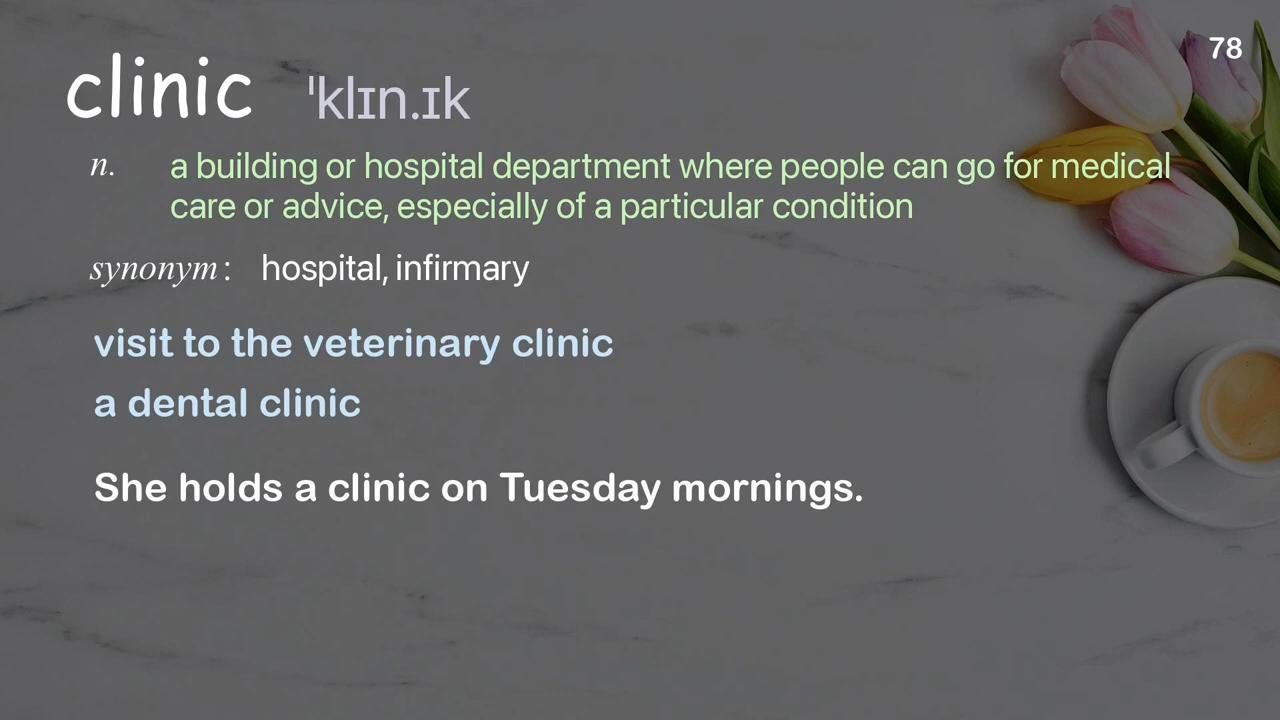 78
clinic ˈklɪn.ɪk
n. a building or hospital department where people can go for medical
care or advice, especially of a particular condition
synonym: hospital, infirmary
visit to the veterinary clinic
a dental clinic
She holds a clinic on Tuesday mornings.